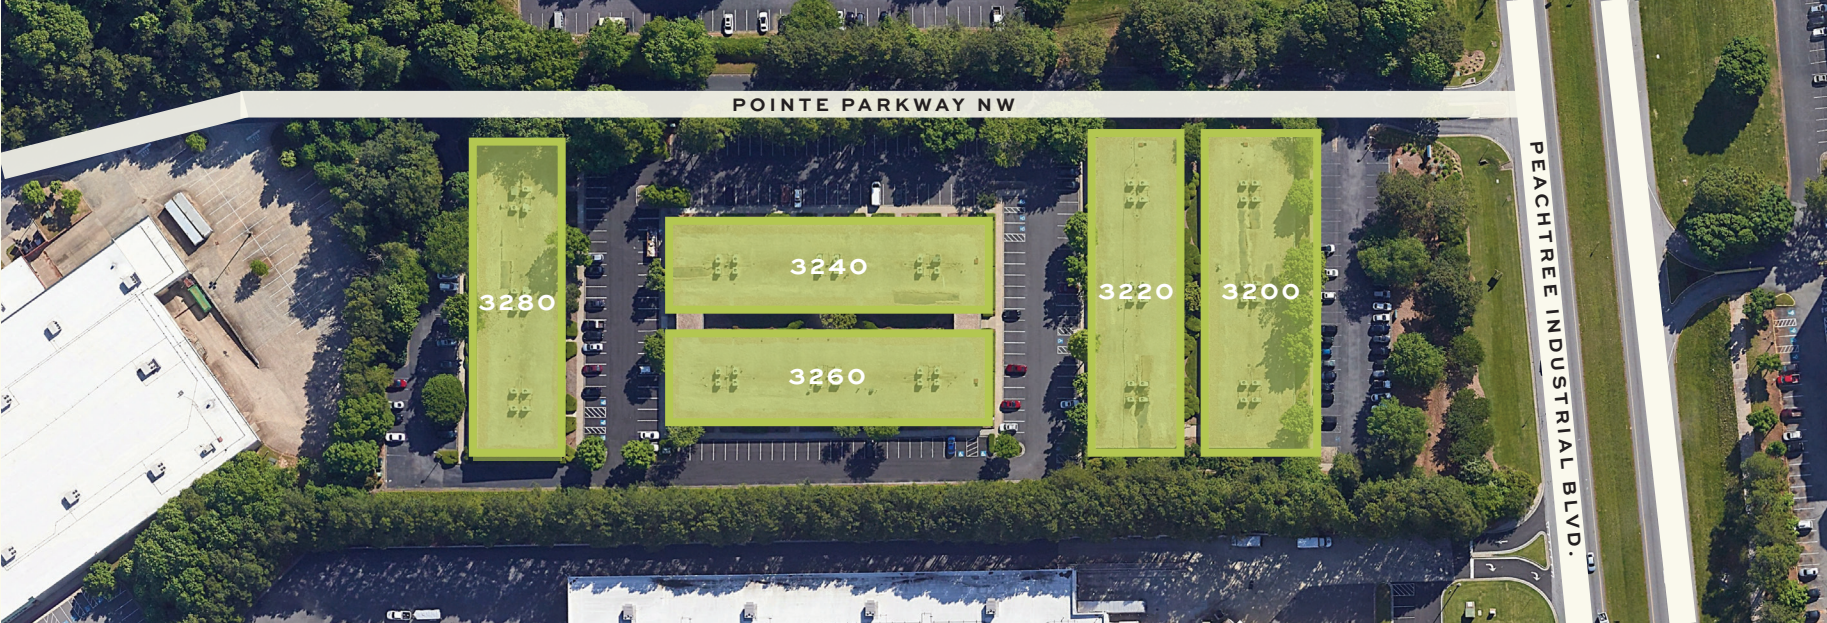 POINTE PARKWAY NW
PEACHTREE INDUSTRIAL BLVD.
3240
3280
3220
3200
3260